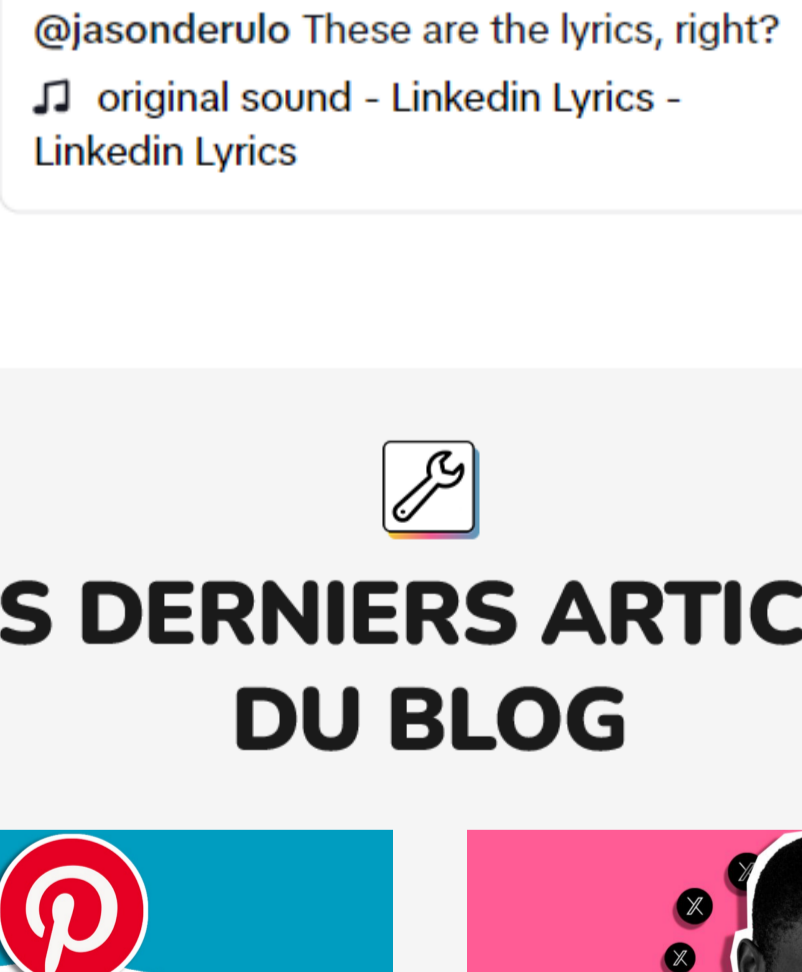 @jasonderulo These are the lyrics, right?
♫ original sound - Linkedin Lyrics -
Linkedin Lyrics
S DERNIERS ARTIC
DU BLOG